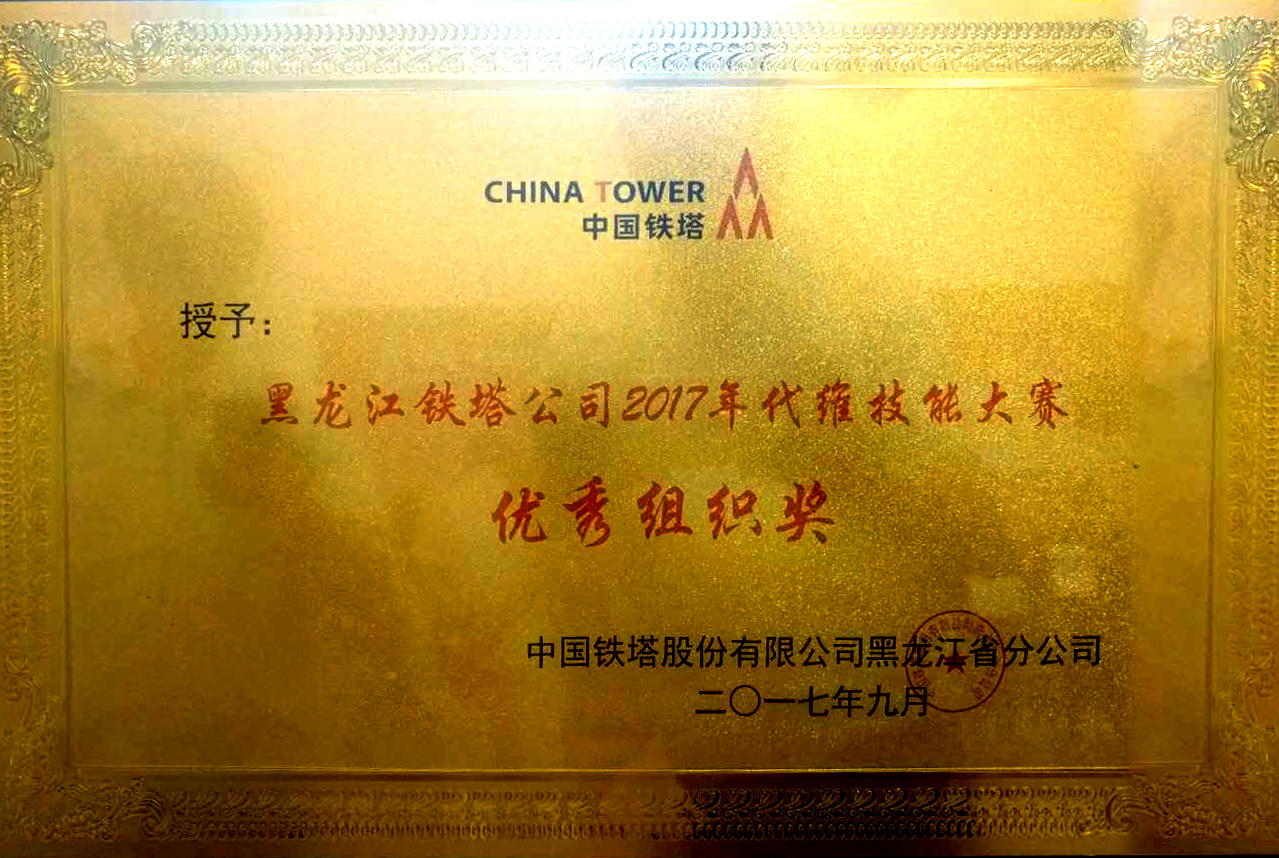 CHINA TOWER
中国铁塔
授予：
黑龙江铁塔公司2017年代维技能大赛
优秀组织奖
中国铁塔股份有限公司黑龙江省分公司
二〇一七年九月